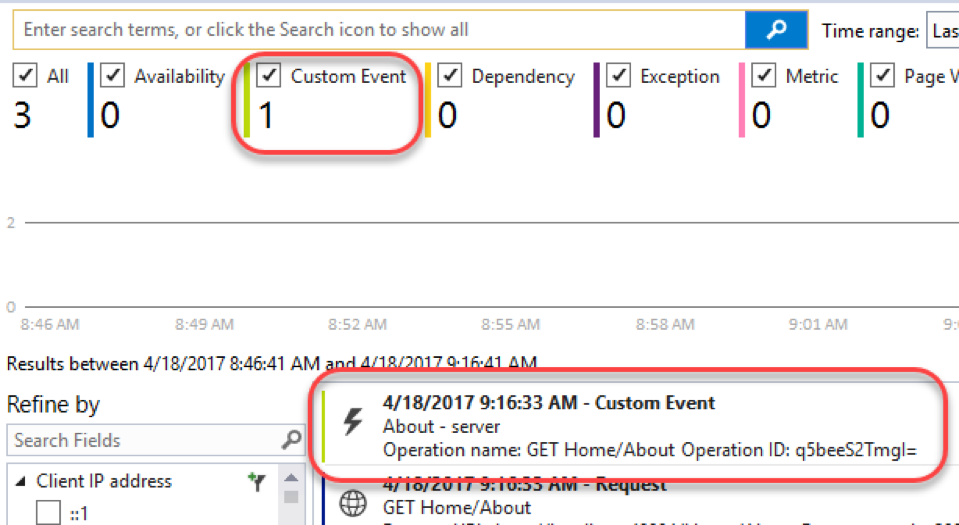 Enter search terms, or click the Search icon to show all
Time range: Las
All Availability Custom Event Dependency Exception Metric Page V
3 0 1 0 0 0 0
2
0
8:46 AM 8:49 AM 8:52 AM 8:55 AM 8:58 AM 9:01 AM 9:
Results between 4/18/2017 8:46:41 AM and 4/18/2017 9:16:41 AM
Refine by
Search Fields
Client IP address
::1
4/18/2017 9:16:33 AM - Custom Event
About - server
Operation name: GET Home/About Operation ID: q5beeS2Tmgl=
4/18/2017 9:16:33 AM - Request
GET Home/About